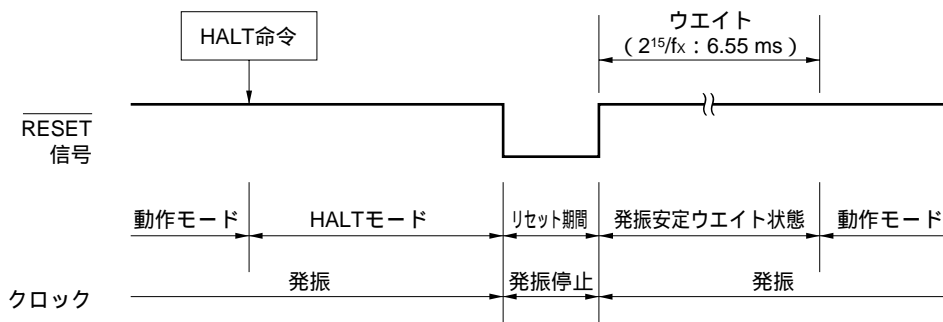 HALT命令
ウエイト
（2¹⁵/fx：6.55 ms）
RESET
信号
動作モード
HALTモード
リセット期間
発振安定ウエイト状態
動作モード
クロック
発振
発振停止
発振